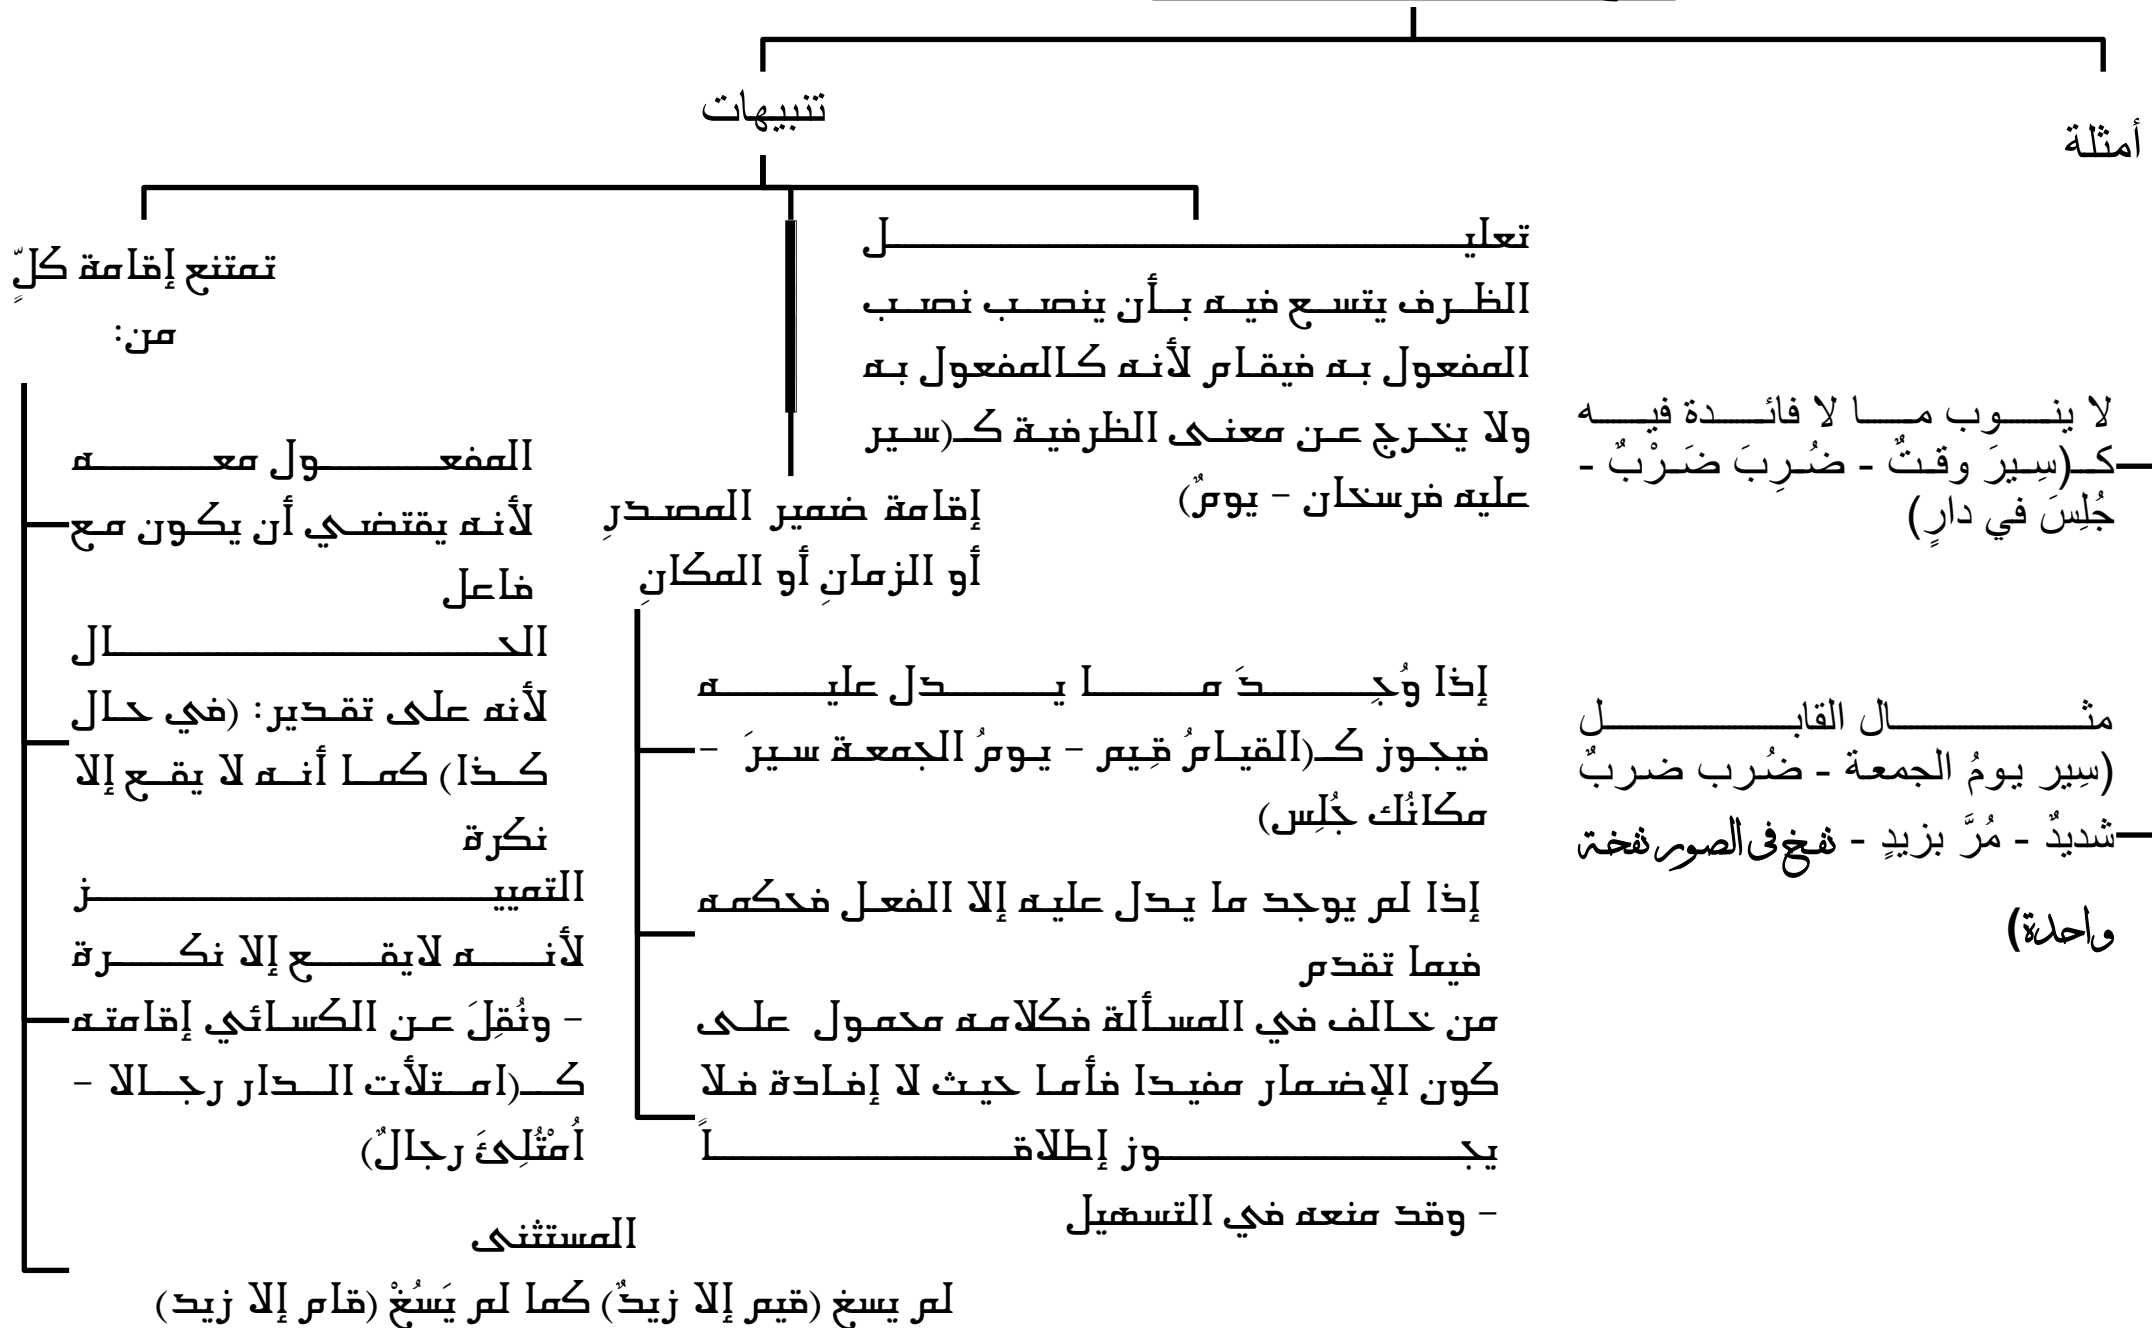 أمثلة
لا ينوب ما لا فائدة فيه
كـ(سِيرَ وقتٌ - ضُرِبَ ضَرْبٌ -
جُلِسَ في دارٍ)
مثال القابل
(سِير يومُ الجمعة - ضُرب ضربٌ
شديدٌ - مُرَّ بزيدٍ - نفخ في الصور نفخة
واحدة)
تنبيهات
تعليل
الظرف يتسع فيه بأن ينصب نصب
المفعول به فيقام لأنه كالمفعول به
ولا يخرج عن معنى الظرفية كـ(سير
عليه فرسخان - يومٌ)
إقامة ضمير المصدرِ
أو الزمانِ أو المكانِ
إذا وُجِدَ ما يدل عليه
فيجوز كـ(القيامُ قِيم - يومُ الجمعة سيرَ -
مكانُك جُلِس)
إذا لم يوجد ما يدل عليه إلا الفعل فحكمه
فيما تقدم
من خالف في المسألة فكلامه محمول على
كون الإضمار مفيدا فأما حيث لا إفادة فلا
يجوز إطلاقاً
- وقد منعه في التسهيل
تمتنع إقامة كلٍّ
من:
المفعول معه
لأنه يقتضي أن يكون مع
فاعل
الحال
لأنه على تقدير: (في حال
كذا) كما أنه لا يقع إلا
نكرة
التمييز
لأنه لايقع إلا نكرة
- ونُقِلَ عن الكسائي إقامته
كـ(امتلأت الدار رجالا -
اُمْتُلِئَ رجالٌ)
المستثنى
لم يسغ (قيم إلا زيدٌ) كما لم يَسُغْ (قام إلا زيد)